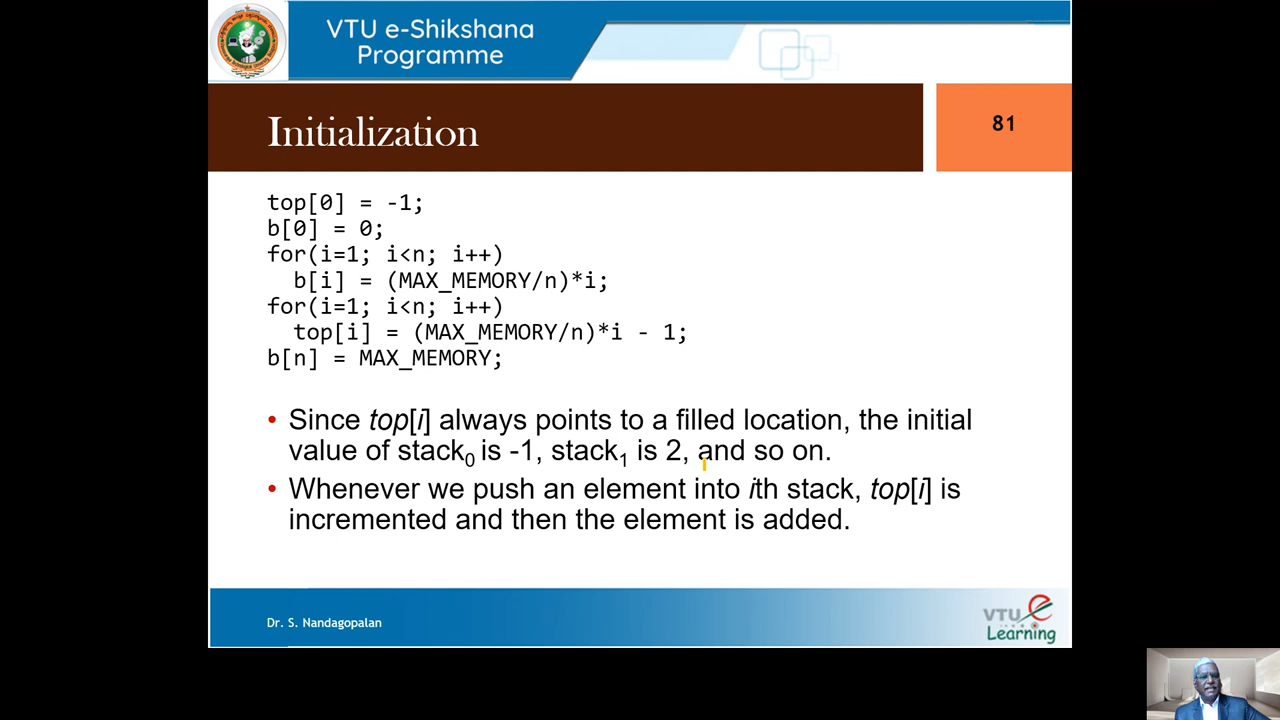 VTU e-Shikshana
Programme
Initialization
81
top[0] = -1;
b[0] = 0;
for(i=1; i<n; i++)
b[i] = (MAX_MEMORY/n)*i;
for(i=1; i<n; i++)
top[i] = (MAX_MEMORY/n)*i - 1;
b[n] = MAX_MEMORY;
• Since top[i] always points to a filled location, the initial
value of stack0 is -1, stack1 is 2, and so on.
• Whenever we push an element into ith stack, top[i] is
incremented and then the element is added.
Dr. S. Nandagopalan
VTU e
Learning